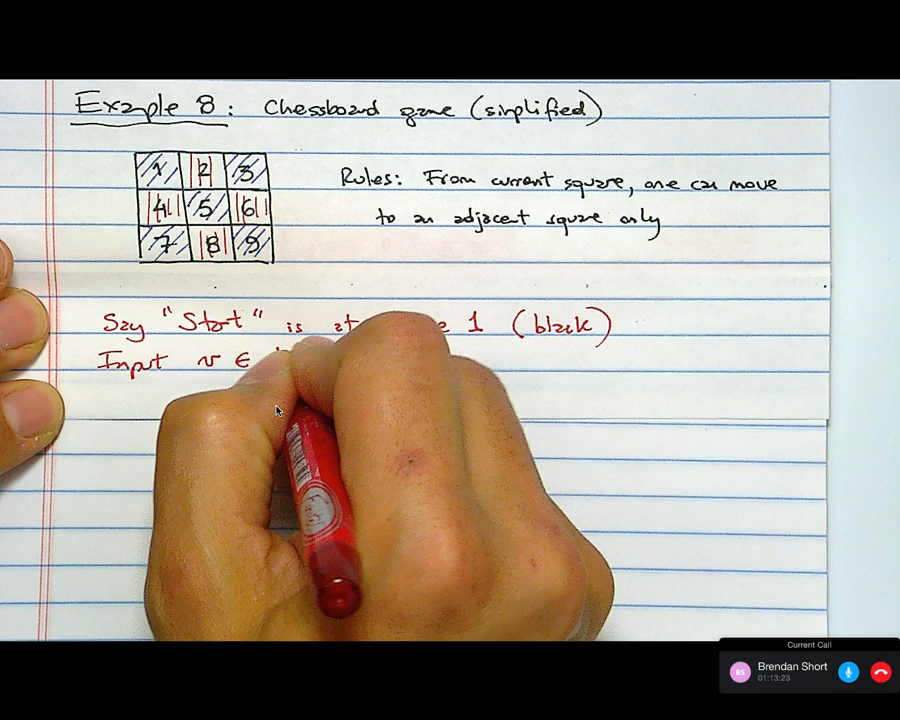 Example 8: Chessboard game (simplified)
1 2 3
4 5 6
7 8 9
Rules: From current square, one can move
to an adjacent square only
Say "Start" is 1 (black)
Input ∈
Current Call
BS
Brendan Short
01:13:23